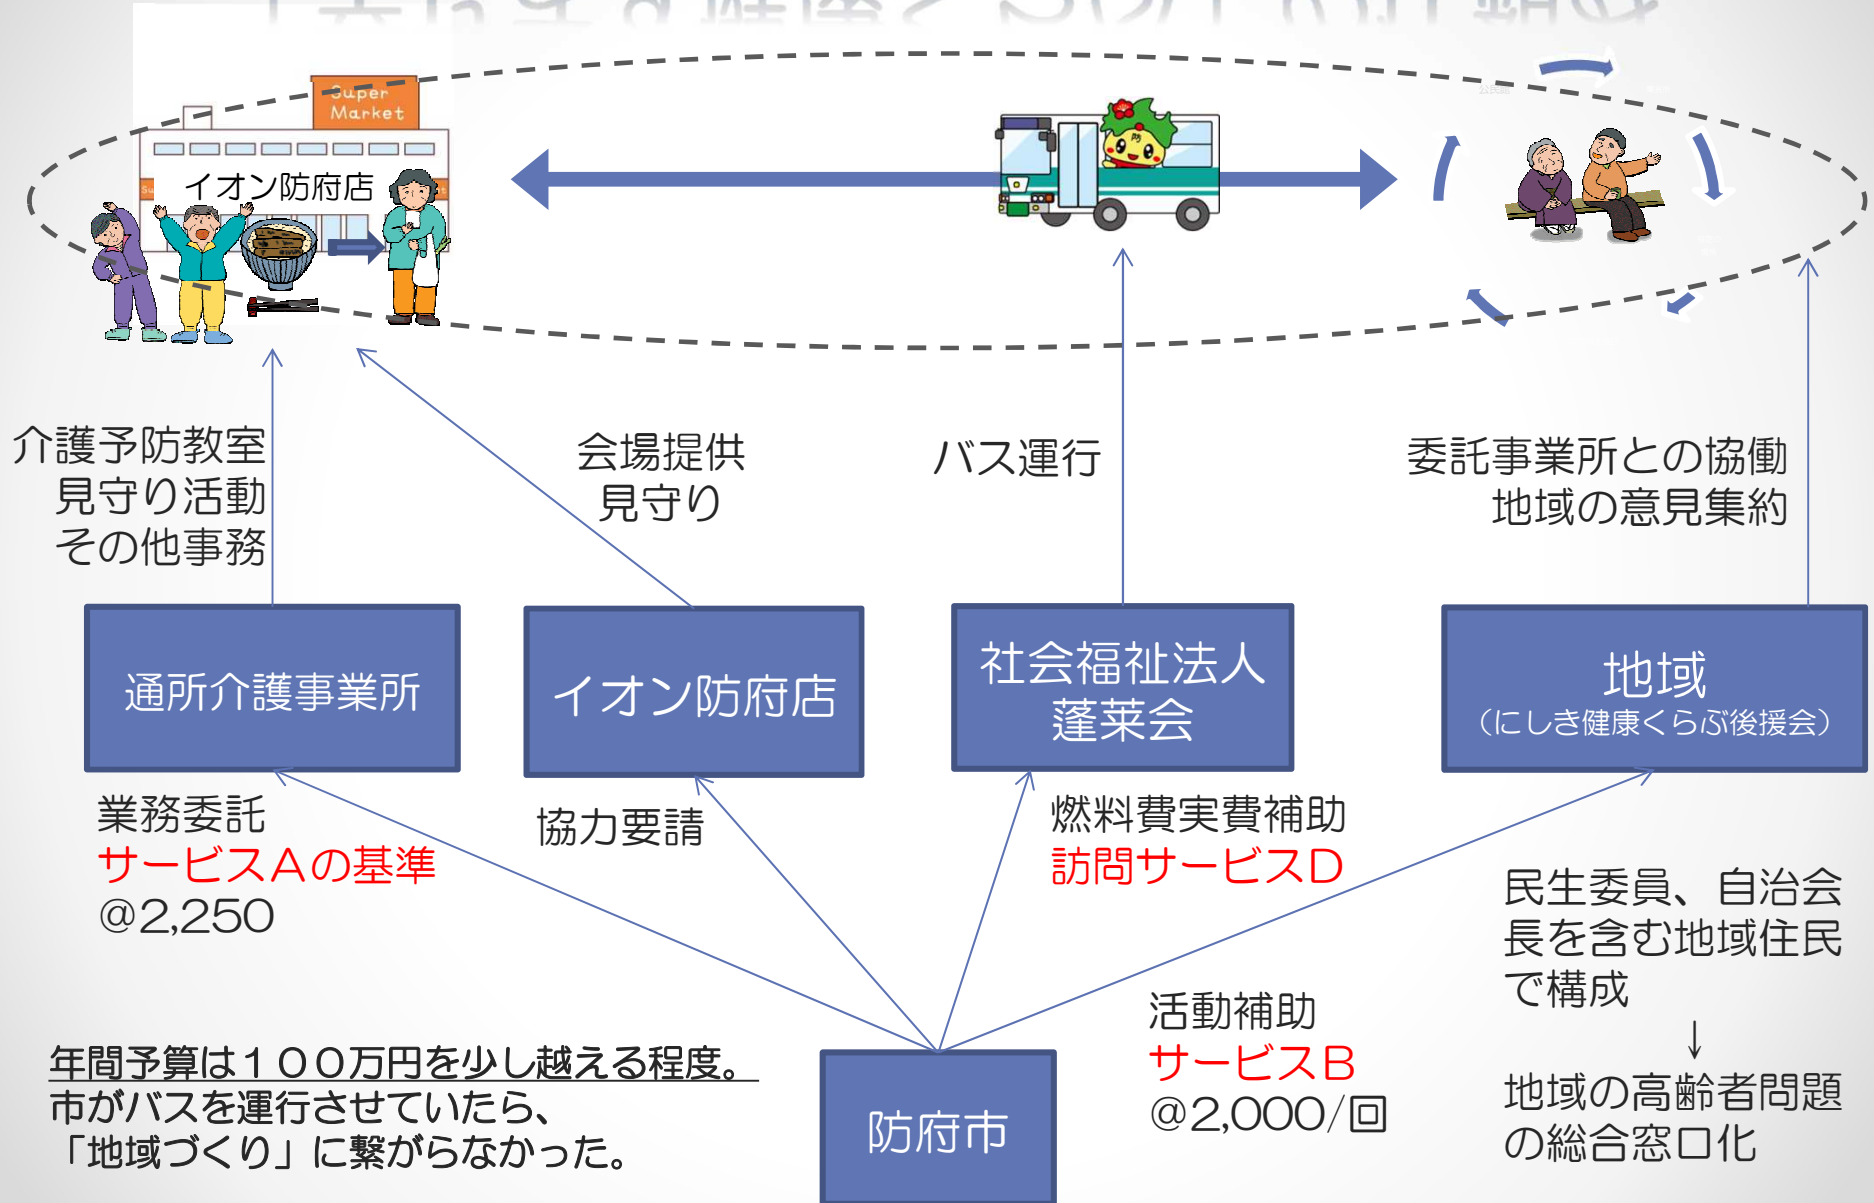 Super
Market
イオン防府店
公民館
介護予防教室
見守り活動
その他事務
会場提供
見守り
バス運行
委託事業所との協働
地域の意見集約
通所介護事業所
イオン防府店
社会福祉法人
蓬莱会
地域
（にしき健康くらぶ後援会）
業務委託
サービスAの基準
@2,250
協力要請
燃料費実費補助
訪問サービスD
活動補助
サービスB
@2,000/回
民生委員、自治会
長を含む地域住民
で構成
↓
地域の高齢者問題
の総合窓口化
年間予算は１００万円を少し越える程度。
市がバスを運行させていたら、
「地域づくり」に繋がらなかった。
防府市